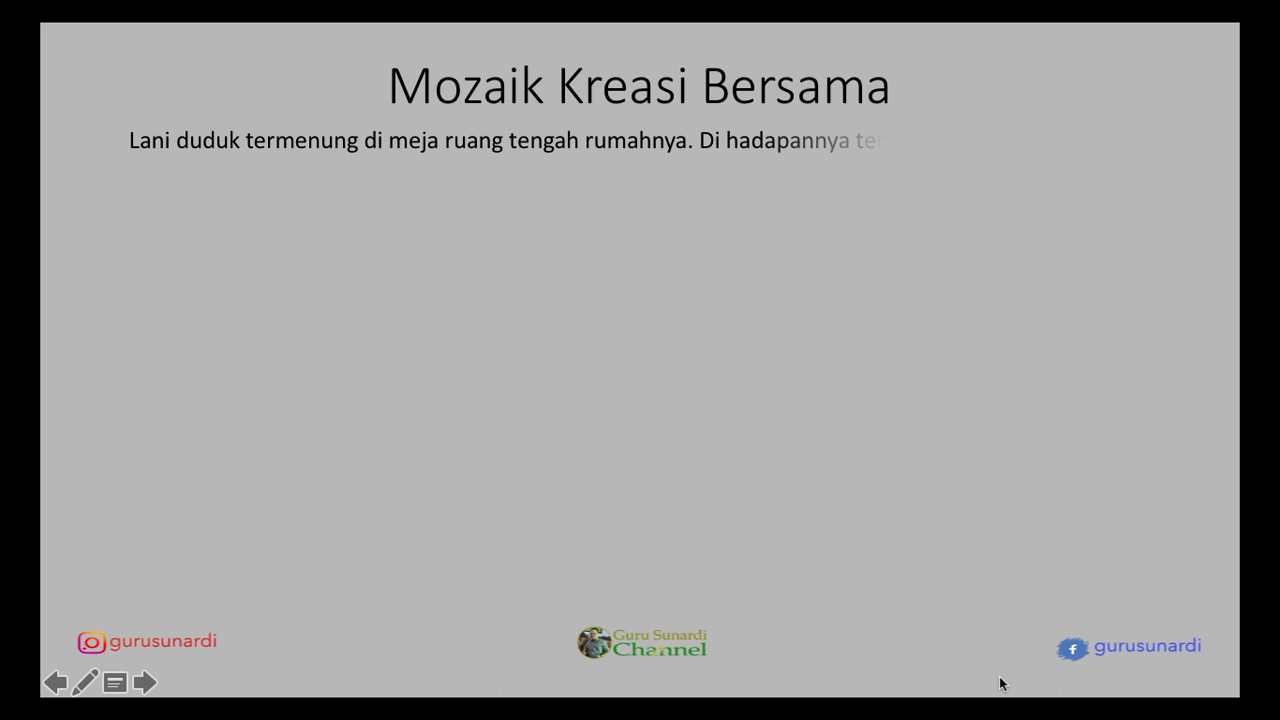 Mozaik Kreasi Bersama
Lani duduk termenung di meja ruang tengah rumahnya. Di hadapannya
gurusunardi
Guru Sunardi
Channel
gurusunardi